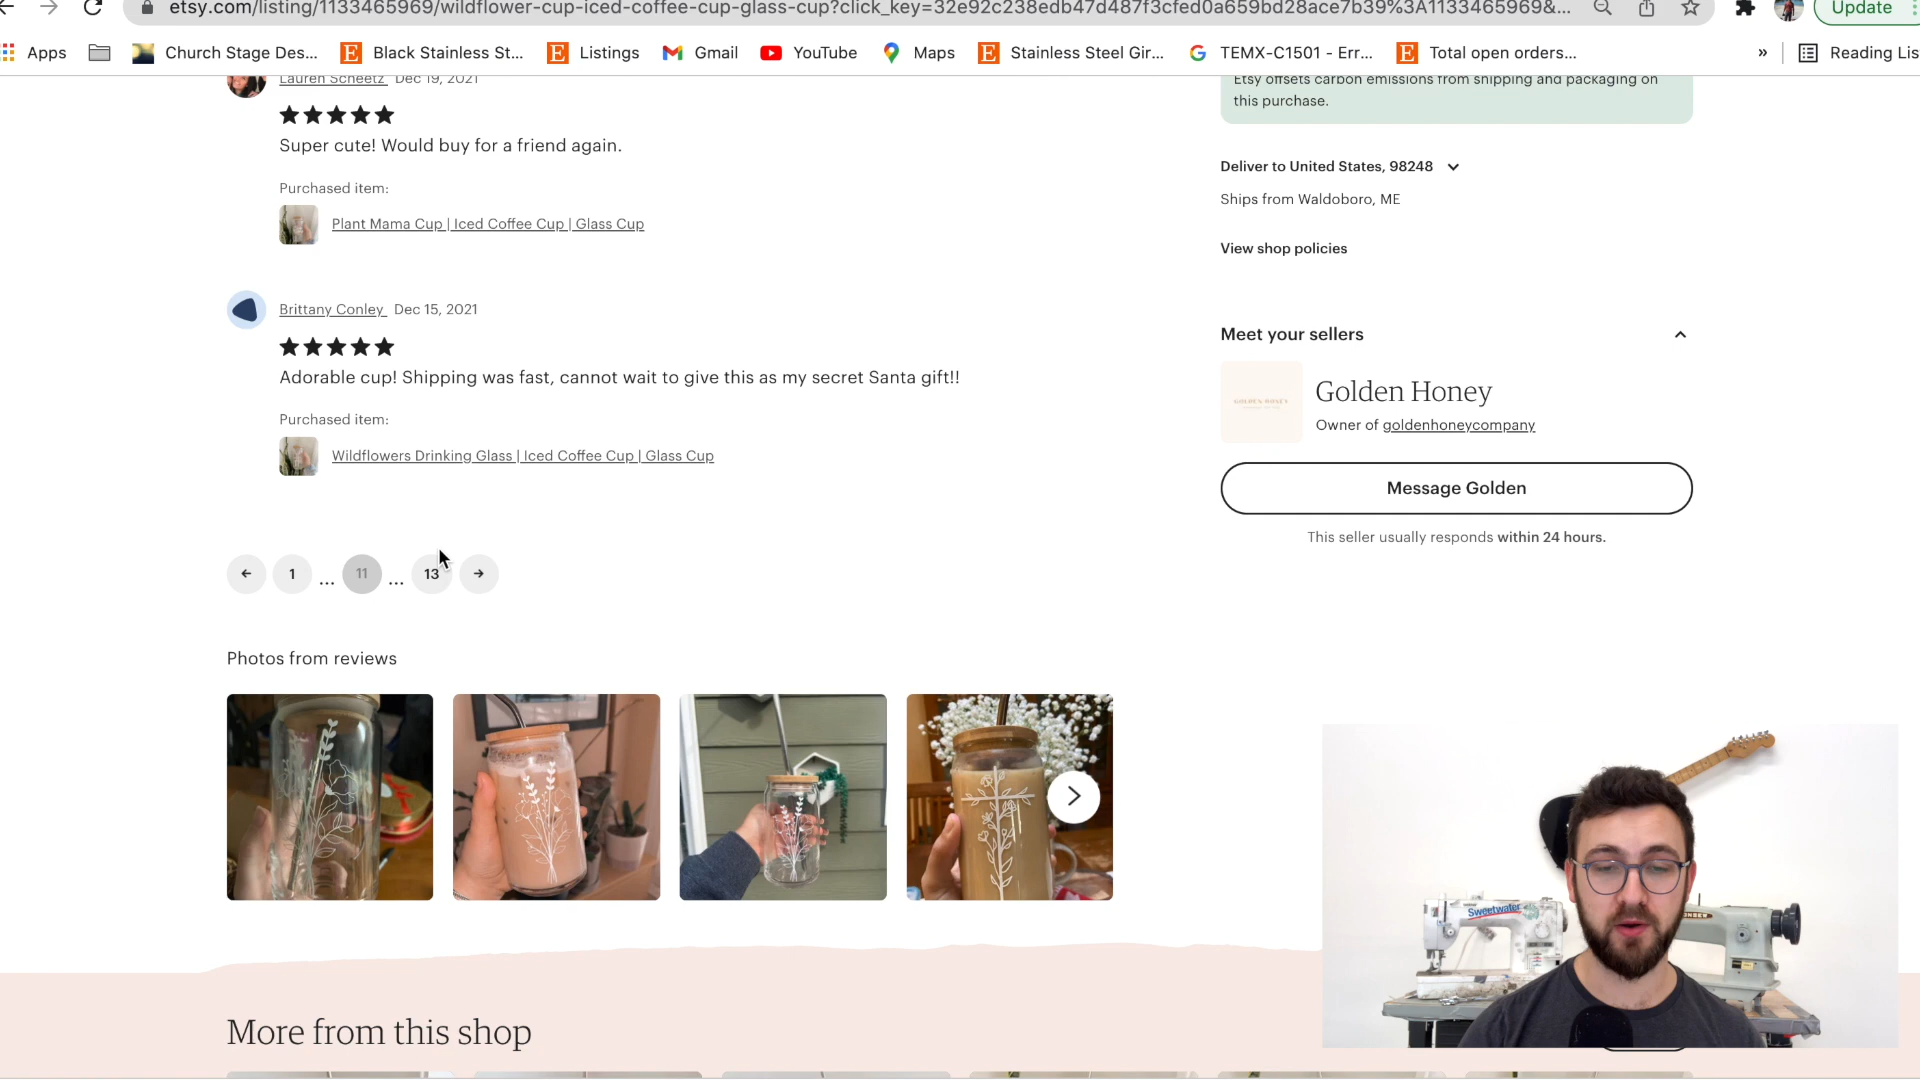 etsy.com/listing/1133465969/wildflower-cup-iced-coffee-cup-glass-cup?click_key=32e92c238edb47d487f3cfed0a659bd28ace7b39%3A1133465969&...
Update
Apps
Church Stage Des...
Black Stainless St...
Listings
Gmail
YouTube
Maps
Stainless Steel Gir...
TEMX-C1501 - Err...
Total open orders...
»
Reading Lis
Lauren Scheetz Dec 19, 2021
Super cute! Would buy for a friend again.
Purchased item:
Plant Mama Cup | Iced Coffee Cup | Glass Cup
Brittany Conley Dec 15, 2021
Adorable cup! Shipping was fast, cannot wait to give this as my secret Santa gift!!
Purchased item:
Wildflowers Drinking Glass | Iced Coffee Cup | Glass Cup
1 ... 11 ... 13
Photos from reviews
More from this shop
Etsy offsets carbon emissions from shipping and packaging on
this purchase.
Deliver to United States, 98248
Ships from Waldoboro, ME
View shop policies
Meet your sellers
GOLDEN HONEY
Golden Honey
Owner of goldenhoneycompany
Message Golden
This seller usually responds within 24 hours.
Sweetwater